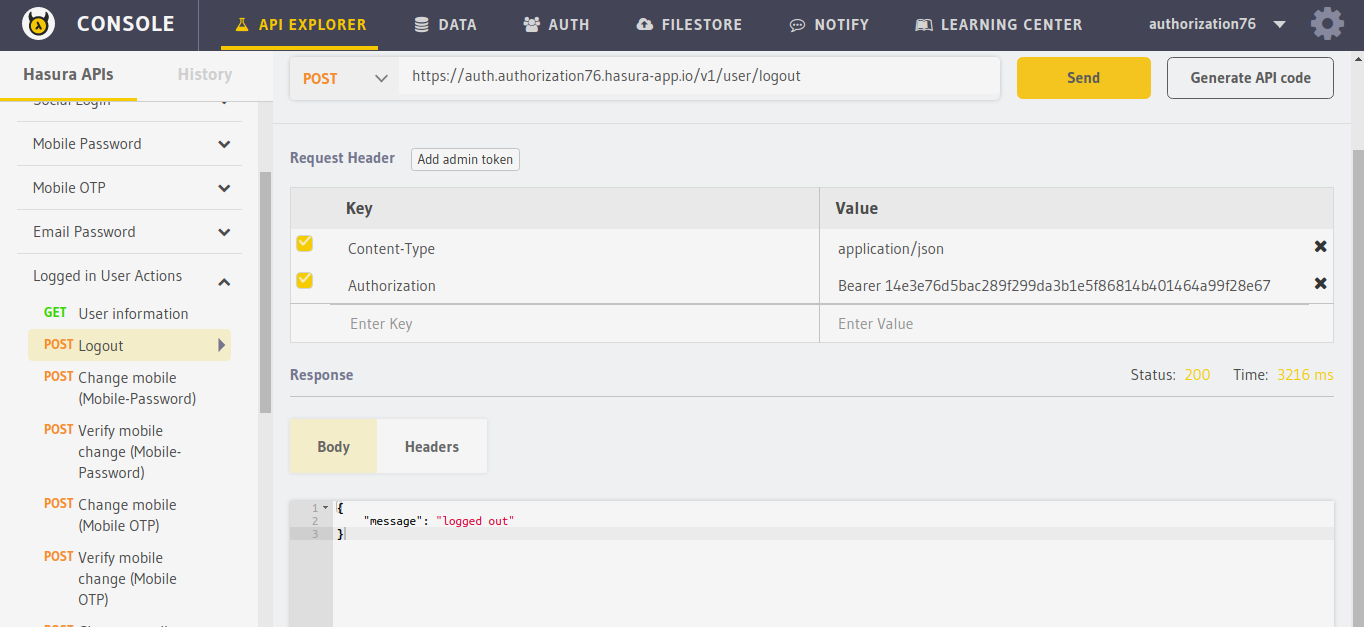 CONSOLE
API EXPLORER
DATA
AUTH
FILESTORE
NOTIFY
LEARNING CENTER
authorization76
Hasura APIs
History
Social Login
Mobile Password
Mobile OTP
Email Password
Logged in User Actions
GET User information
POST Logout
POST Change mobile
(Mobile-Password)
POST Verify mobile
change (Mobile-
Password)
POST Change mobile
(Mobile OTP)
POST Verify mobile
change (Mobile
OTP)
POST https://auth.authorization76.hasura-app.io/v1/user/logout
Send
Generate API code
Request Header
Add admin token
Key Value
Content-Type application/json
Authorization Bearer 14e3e76d5bac289f299da3b1e5f86814b401464a99f28e67
Enter Key Enter Value
Response
Status: 200 Time: 3216 ms
Body Headers
1 {
2 "message": "logged out"
3 }